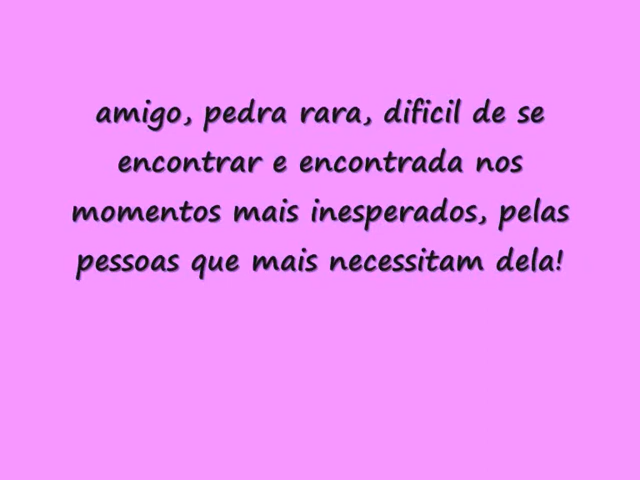 amigo, pedra rara, dificil de se
encontrar e encontrada nos
momentos mais inesperados, pelas
pessoas que mais necessitam dela!